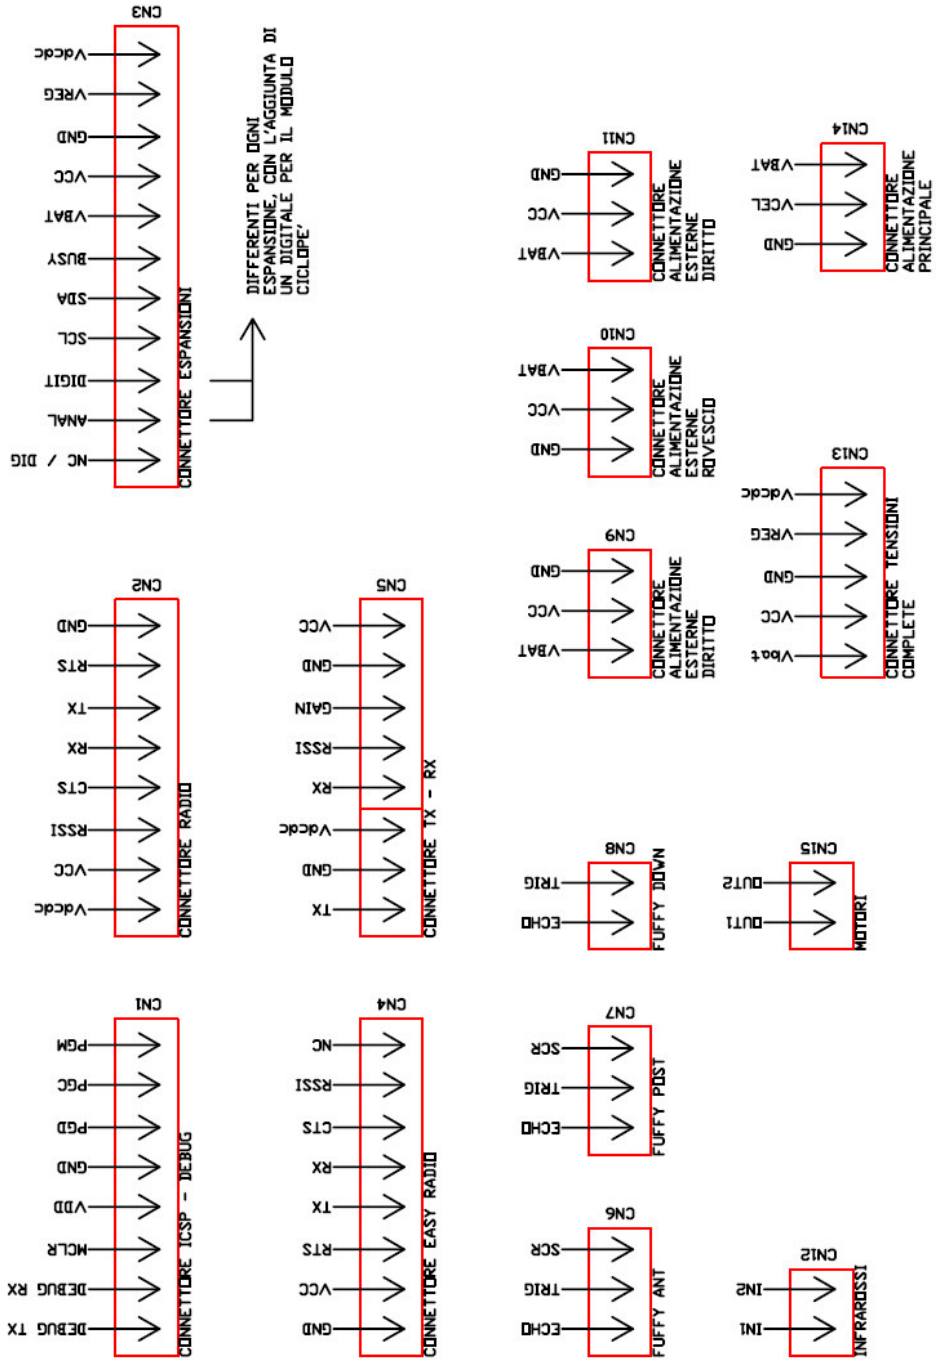 CN3
Vdcdc
VREG
GND
VCC
VBAT
BUSY
SDA
SCL
DIGIT
ANAL
NC / DIG
CONNETTORE ESPANSIONI
DIFFERENTI PER OGNI
ESPANSIONE, CON L'AGGIUNTA DI
UN DIGITALE PER IL MODULO
CICLOPE'
CN11
GND
VCC
VBAT
CONNETTORE
ALIMENTAZIONE
ESTERNE
DIRITTO
CN14
VBAT
VCEL
GND
CONNETTORE
ALIMENTAZIONE
PRINCIPALE
CN10
VBAT
VCC
GND
CONNETTORE
ALIMENTAZIONE
ESTERNE
ROVESCIO
CN13
Vdcdc
VREG
GND
VCC
Vbat
CONNETTORE TENSIONI
COMPLETE
CN9
GND
VCC
VBAT
CONNETTORE
ALIMENTAZIONE
ESTERNE
DIRITTO
CN2
GND
RTS
TX
RX
CTS
RSSI
VCC
Vdcdc
CONNETTORE RADIO
CN5
VCC
GND
GAIN
RSSI
RX
Vdcdc
GND
TX
CONNETTORE TX - RX
CN8
TRIG
ECHO
FUFFY DOWN
CN15
OUT2
OUT1
MOTORI
CN1
PGM
PGC
PGD
GND
VDD
MCLR
DEBUG RX
DEBUG TX
CONNETTORE ICSP - DEBUG
CN4
NC
RSSI
CTS
RX
TX
RTS
VCC
GND
CONNETTORE EASY RADIO
CN7
SCR
TRIG
ECHO
FUFFY POST
CN6
SCR
TRIG
ECHO
FUFFY ANT
CN12
IN2
IN1
INFRAROSSI